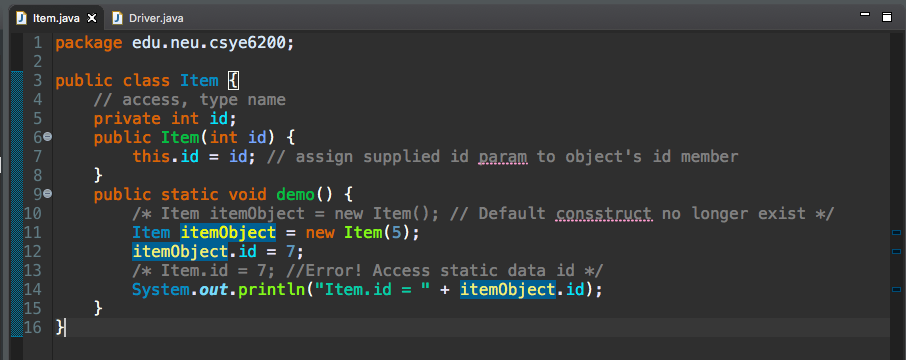 Item.java Driver.java
1 package edu.neu.csye6200;
2
3 public class Item {
4 // access, type name
5 private int id;
6 public Item(int id) {
7 this.id = id; // assign supplied id param to object's id member
8 }
9 public static void demo() {
10 /* Item itemObject = new Item(); // Default consstruct no longer exist */
11 Item itemObject = new Item(5);
12 itemObject.id = 7;
13 /* Item.id = 7; //Error! Access static data id */
14 System.out.println("Item.id = " + itemObject.id);
15 }
16 }